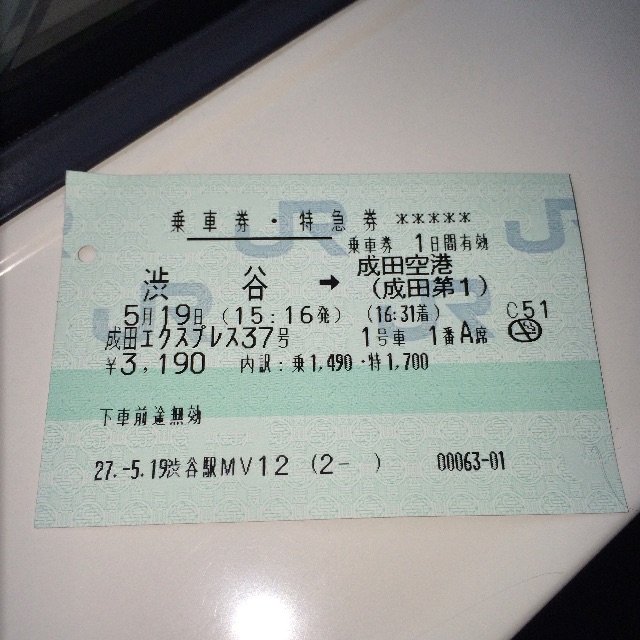 乗車券・特急券 *****
乗車券 1日間有効
渋谷 → 成田空港
(成田第1)
5月19日 (15:16発) (16:31着) C51
成田エクスプレス37号 1号車 1番A席
¥3,190 内訳:乗1,490・特1,700
下車前途無効
27.-5.19渋谷駅MV12 (2- ) 00063-01
JR JR JR JR